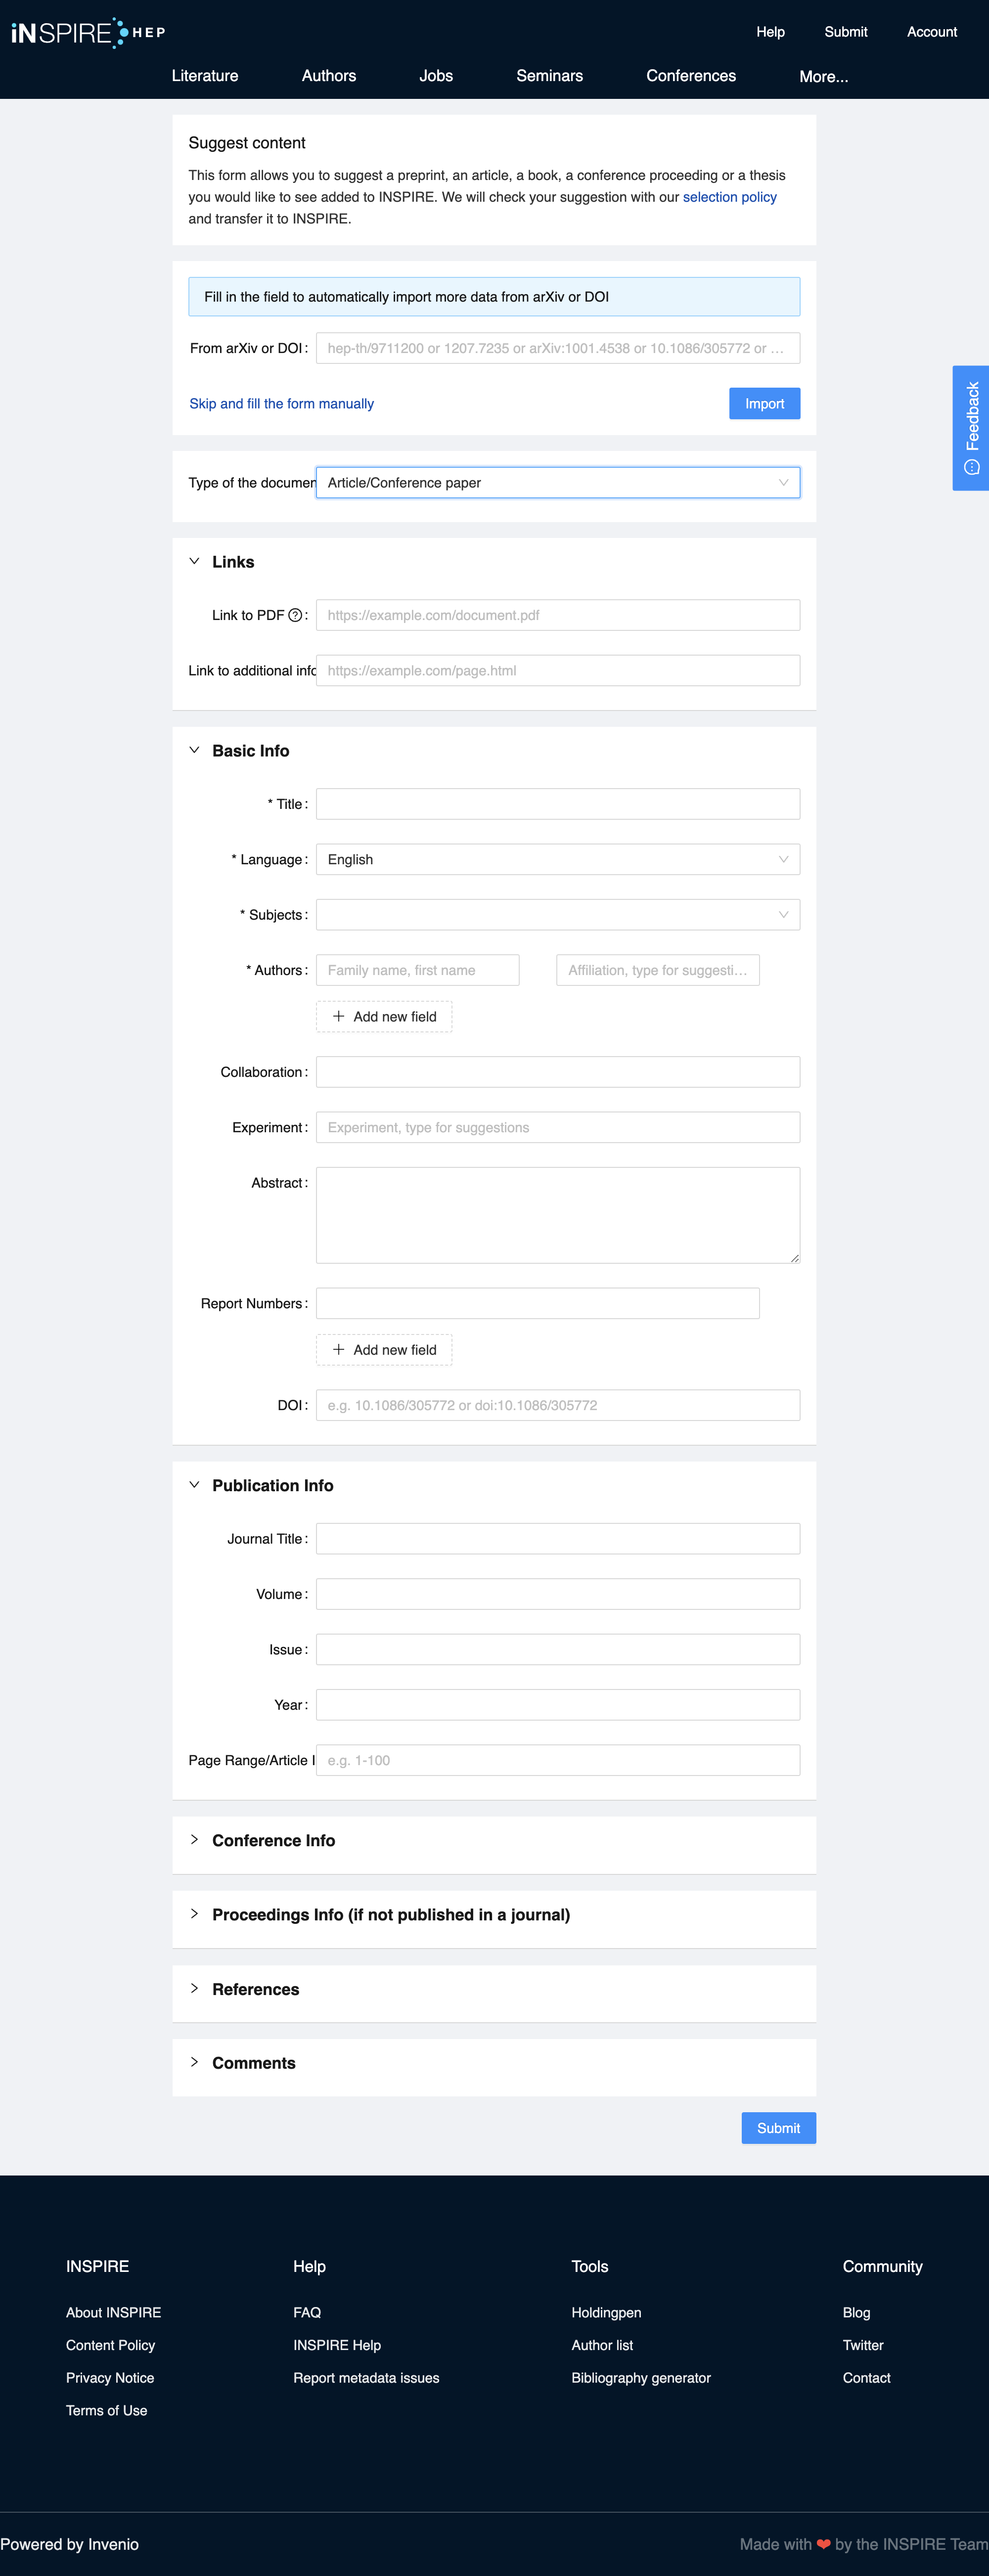 iNSPIRE HEP
Help Submit Account
Literature Authors Jobs Seminars Conferences More...
Suggest content
This form allows you to suggest a preprint, an article, a book, a conference proceeding or a thesis
you would like to see added to INSPIRE. We will check your suggestion with our selection policy
and transfer it to INSPIRE.
Fill in the field to automatically import more data from arXiv or DOI
From arXiv or DOI : hep-th/9711200 or 1207.7235 or arXiv:1001.4538 or 10.1086/305772 or ...
Skip and fill the form manually Import
Feedback
Type of the documen Article/Conference paper
Links
Link to PDF ? : https://example.com/document.pdf
Link to additional info https://example.com/page.html
Basic Info
* Title :
* Language : English
* Subjects :
* Authors : Family name, first name Affiliation, type for suggesti...
+ Add new field
Collaboration :
Experiment : Experiment, type for suggestions
Abstract :
Report Numbers :
+ Add new field
DOI : e.g. 10.1086/305772 or doi:10.1086/305772
Publication Info
Journal Title :
Volume :
Issue :
Year :
Page Range/Article I e.g. 1-100
Conference Info
Proceedings Info (if not published in a journal)
References
Comments
Submit
INSPIRE Help Tools Community
About INSPIRE FAQ Holdingpen Blog
Content Policy INSPIRE Help Author list Twitter
Privacy Notice Report metadata issues Bibliography generator Contact
Terms of Use
Powered by Invenio Made with ❤ by the INSPIRE Team